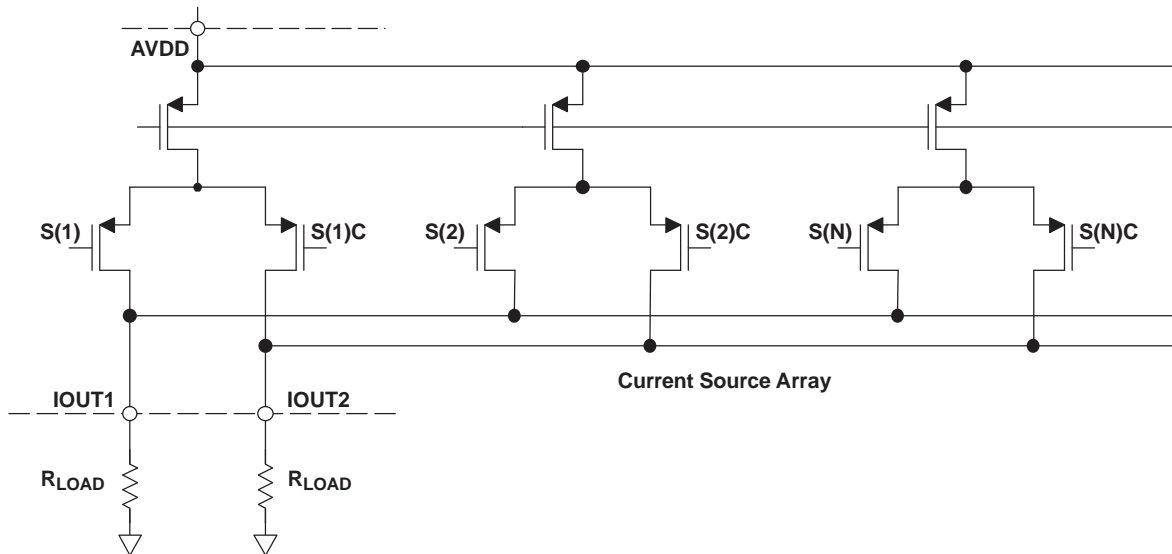 AVDD
S(1)
S(1)C
S(2)
S(2)C
S(N)
S(N)C
Current Source Array
IOUT1
IOUT2
RLOAD
RLOAD